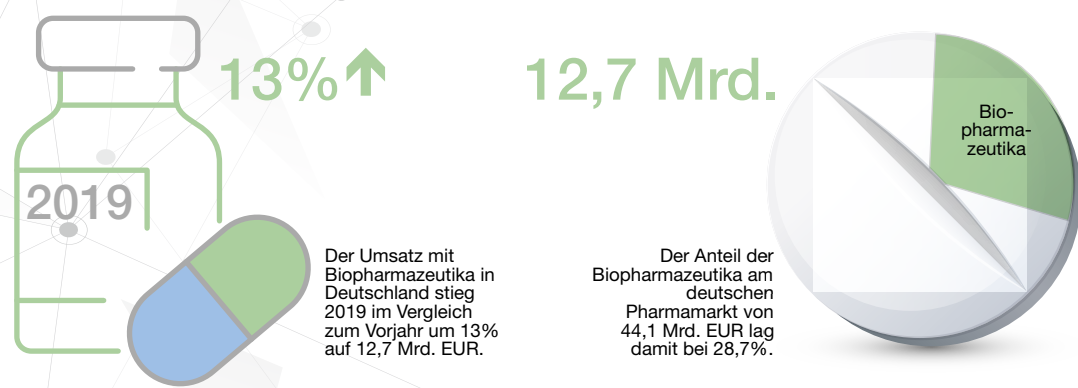 13%
2019
Der Umsatz mit
Biopharmazeutika in
Deutschland stieg
2019 im Vergleich
zum Vorjahr um 13%
auf 12,7 Mrd. EUR.
12,7 Mrd.
Der Anteil der
Biopharmazeutika am
deutschen
Pharmamarkt von
44,1 Mrd. EUR lag
damit bei 28,7%.
Bio-
pharma-
zeutika